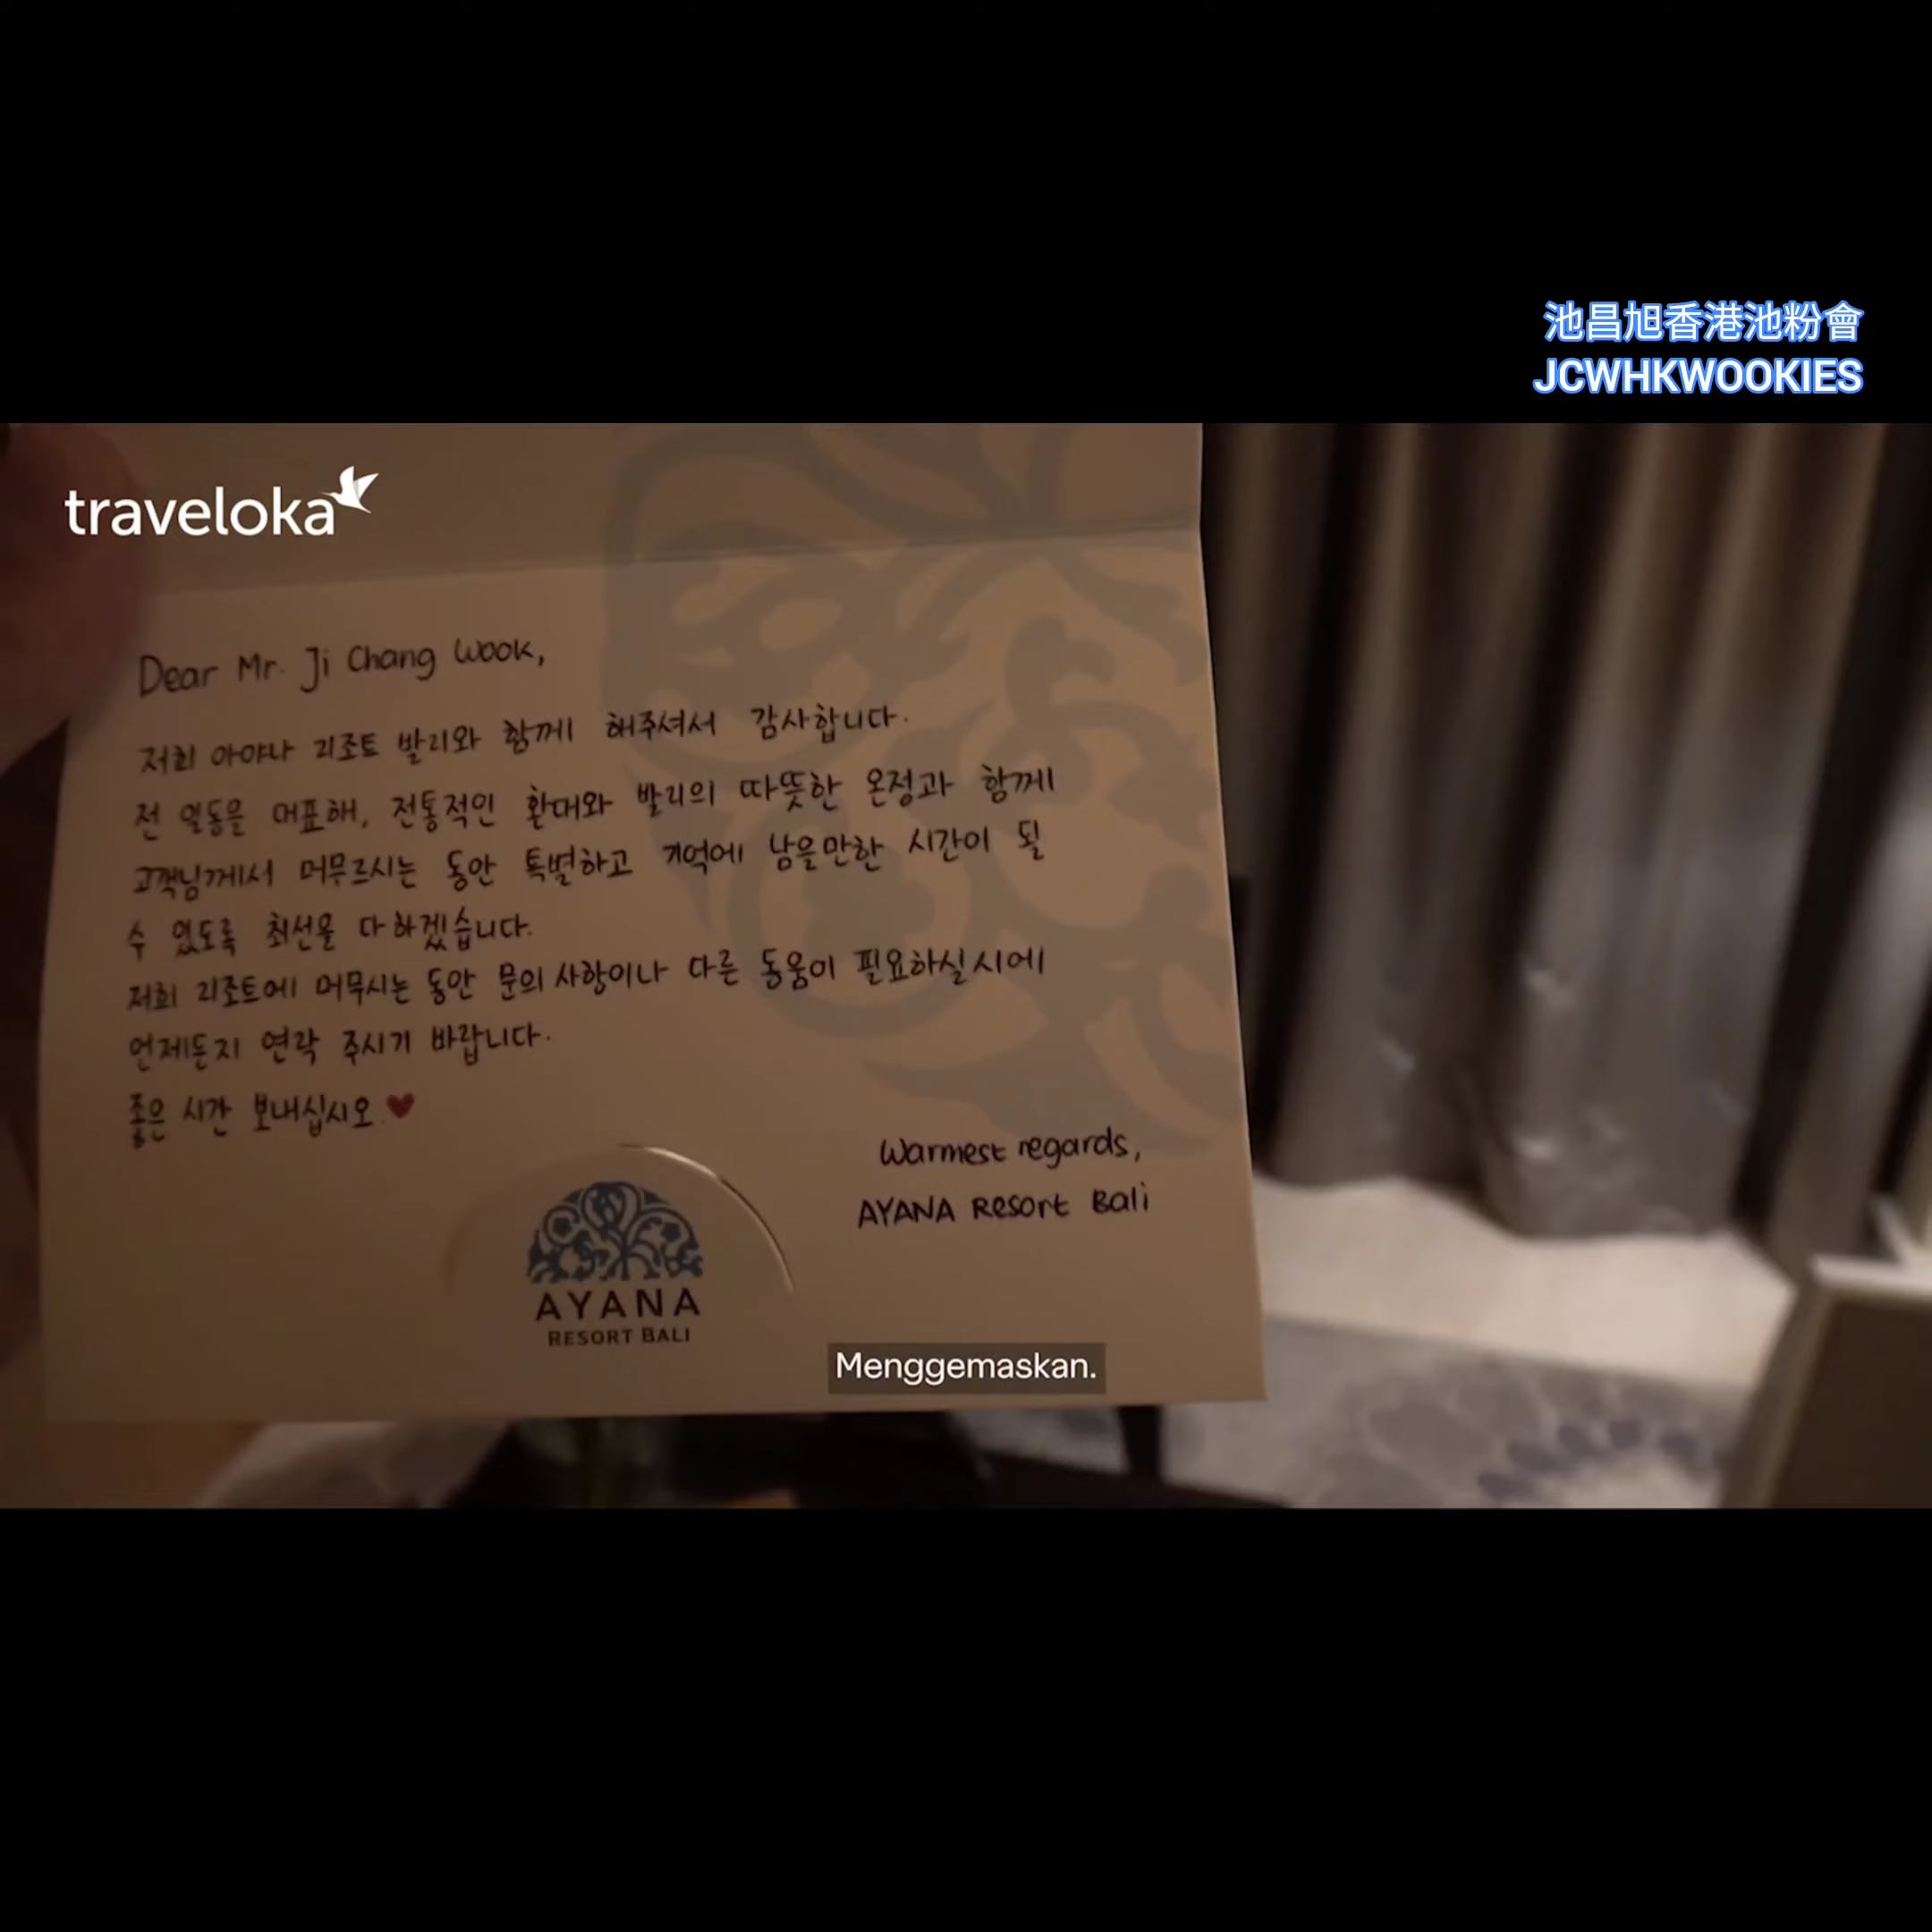 池昌旭香港池粉會
JCWHKWOOKIES
traveloka
Dear Mr. Ji Chang Wook,
저희 아야나 리조트 발리와 함께 해주셔서 감사합니다.
전 일동을 대표해, 전통적인 환대와 발리의 따뜻한 온정과 함께
고객님께서 머무르시는 동안 특별하고 기억에 남을만한 시간이 될
수 있도록 최선을 다하겠습니다.
저희 리조트에 머무시는 동안 문의 사항이나 다른 동움이 필요하실시에
언제든지 연락 주시기 바랍니다.
좋은 시간 보내십시오.
Warmest regards,
AYANA Resort Bali
AYANA
RESORT BALI
Menggemaskan.